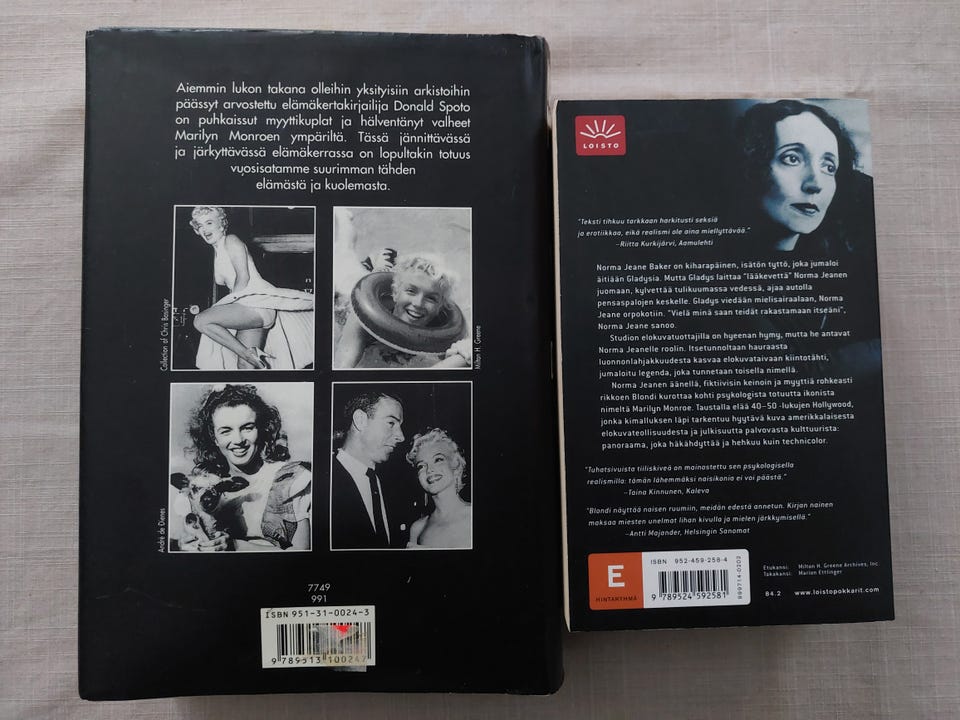 Aiemmin lukon takana olleihin yksityisiin arkistoihin
päässyt arvostettu elämäkertakirjailija Donald Spoto
on puhkaissut myyttikuplat ja hälventänyt valheet
Marilyn Monroen ympäriltä. Tässä jännittävässä
ja järkyttävässä elämäkerrassa on lopultakin totuus
vuosisatamme suurimman tähden
elämästä ja kuolemasta.
Collection of Chris Basinger
Milton H. Greene
André de Dienes
7749
991
ISBN 951-31-0024-3
9 789513 100247
LOISTO
"Teksti tihkuu tarkkaan harkitusti seksiä
ja erotiikkaa, eikä realismi ole aina miellyttävää."
–Riitta Kurkijärvi, Aamulehti
Norma Jeane Baker on kiharapäinen, isätön tyttö, joka jumaloi
äitiään Gladysia. Mutta Gladys laittaa "lääkevettä" Norma Jeanen
juomaan, kylvettää tulikuumassa vedessä, ajaa autolla
pensaspalojen keskelle. Gladys viedään mielisairaalaan, Norma
Jeane orpokotiin. "Vielä minä saan teidät rakastamaan itseäni",
Norma Jeane sanoo.
Studion elokuvatuottajilla on hyeenan hymy, mutta he antavat
Norma Jeanelle roolin. Itsetunnoltaan hauraasta
luonnonlahjakkuudesta kasvaa elokuvataivaan kiintotähti,
jumaloitu legenda, joka tunnetaan toisella nimellä.
Norma Jeanen äänellä, fiktiivisin keinoin ja myyttiä rohkeasti
rikkoen Blondi kurottaa kohti psykologista totuutta ikonista
nimeltä Marilyn Monroe. Taustalla elää 40–50 -lukujen Hollywood,
jonka kimalluksen läpi tarkentuu hyytävä kuva amerikkalaisesta
elokuvateollisuudesta ja julkisuutta palvovasta kulttuurista:
panoraama, joka häkähdyttää ja hehkuu kuin technicolor.
"Tuhatsivuista tiiliskiveä on mainostettu sen psykologisella
realismilla: tämän lähemmäksi naisikonia ei voi päästä."
–Taina Kinnunen, Kaleva
"Blondi näyttää naisen ruumiin, meidän edestä annetun. Kirjan nainen
maksaa miesten unelmat lihan kivulla ja mielen järkkymisellä."
–Antti Majander, Helsingin Sanomat
E
HINTARYHMÄ
ISBN 952-459-258-4
9 789524 592581
Etukansi: Milton H. Greene Archives, Inc.
Takakansi: Marion Ettlinger
84.2 www.loistopokkarit.com